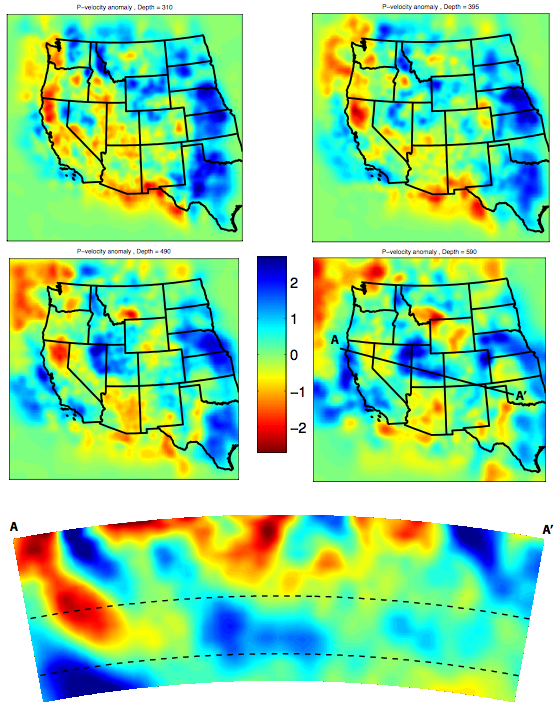 P-velocity anomaly , Depth = 310
P-velocity anomaly , Depth = 395
P-velocity anomaly , Depth = 490
P-velocity anomaly , Depth = 590
2
1
0
−1
−2
A
A'
A
A'